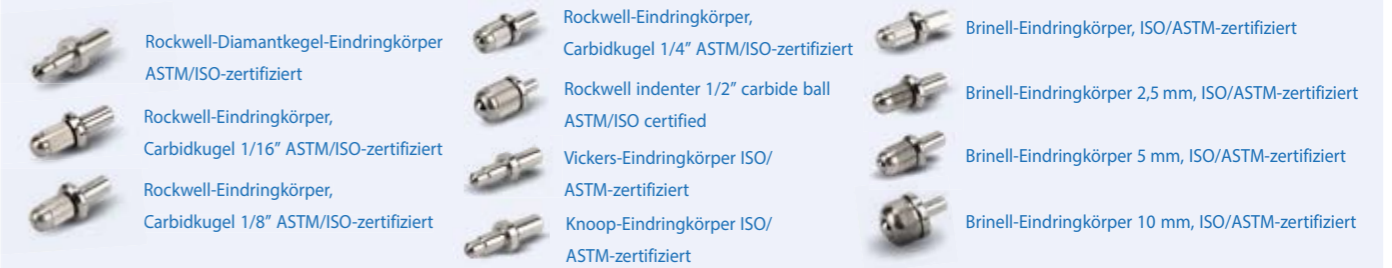 Rockwell-Diamantkegel-Eindringkörper
ASTM/ISO-zertifiziert
Rockwell-Eindringkörper,
Carbidkugel 1/16” ASTM/ISO-zertifiziert
Rockwell-Eindringkörper,
Carbidkugel 1/8” ASTM/ISO-zertifiziert
Rockwell-Eindringkörper,
Carbidkugel 1/4” ASTM/ISO-zertifiziert
Rockwell indenter 1/2” carbide ball
ASTM/ISO certified
Vickers-Eindringkörper ISO/
ASTM-zertifiziert
Knoop-Eindringkörper ISO/
ASTM-zertifiziert
Brinell-Eindringkörper, ISO/ASTM-zertifiziert
Brinell-Eindringkörper 2,5 mm, ISO/ASTM-zertifiziert
Brinell-Eindringkörper 5 mm, ISO/ASTM-zertifiziert
Brinell-Eindringkörper 10 mm, ISO/ASTM-zertifiziert